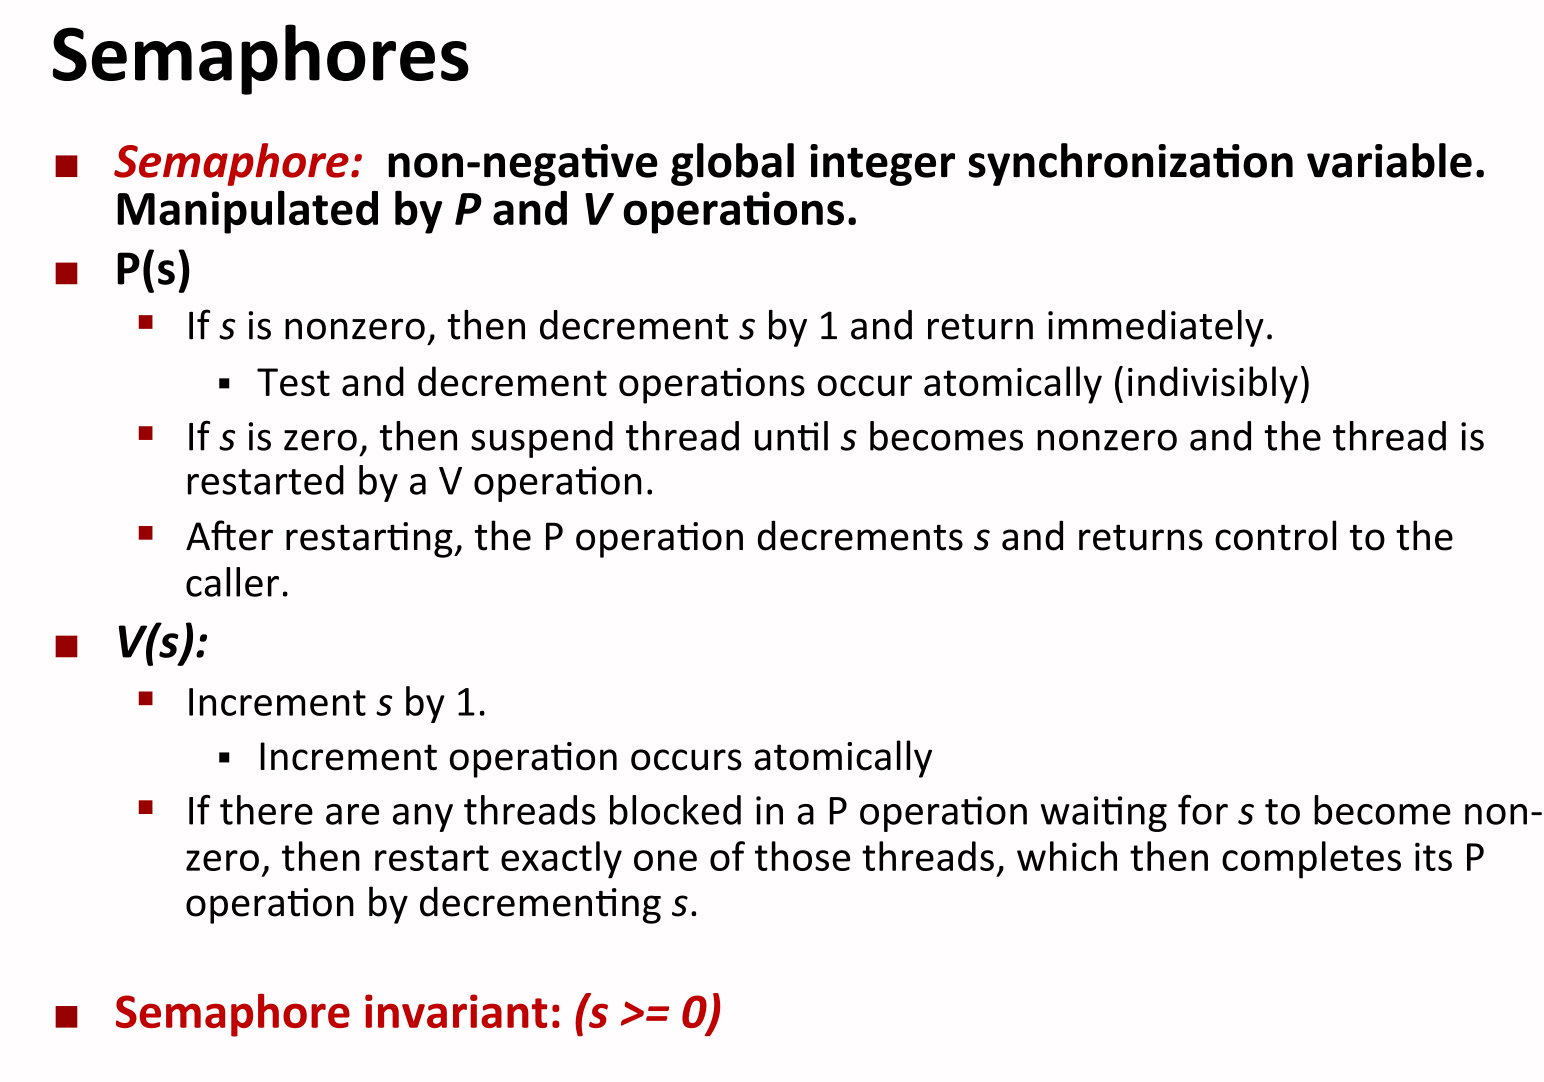 Semaphores
Semaphore: non-negative global integer synchronization variable.
Manipulated by P and V operations.
P(s)
If s is nonzero, then decrement s by 1 and return immediately.
Test and decrement operations occur atomically (indivisibly)
If s is zero, then suspend thread until s becomes nonzero and the thread is
restarted by a V operation.
After restarting, the P operation decrements s and returns control to the
caller.
V(s):
Increment s by 1.
Increment operation occurs atomically
If there are any threads blocked in a P operation waiting for s to become non-
zero, then restart exactly one of those threads, which then completes its P
operation by decrementing s.
Semaphore invariant: (s >= 0)